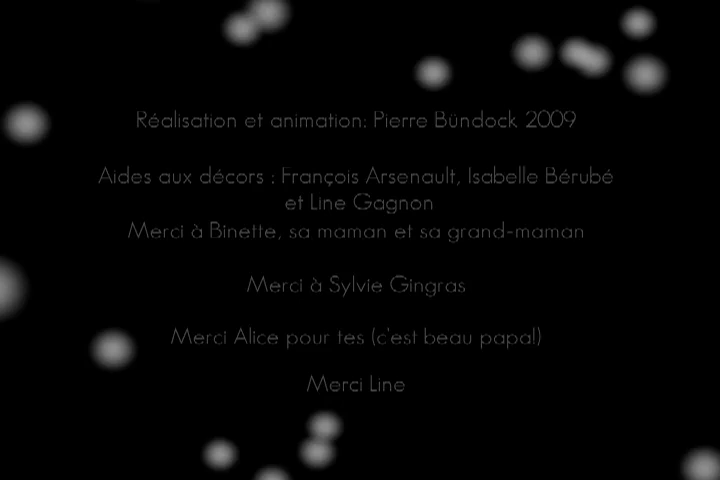 Réalisation et animation: Pierre Bündock 2009
Aides aux décors : François Arsenault, Isabelle Bérubé
et Line Gagnon
Merci à Binette, sa maman et sa grand-maman
Merci à Sylvie Gingras
Merci Alice pour tes (c'est beau papa!)
Merci Line